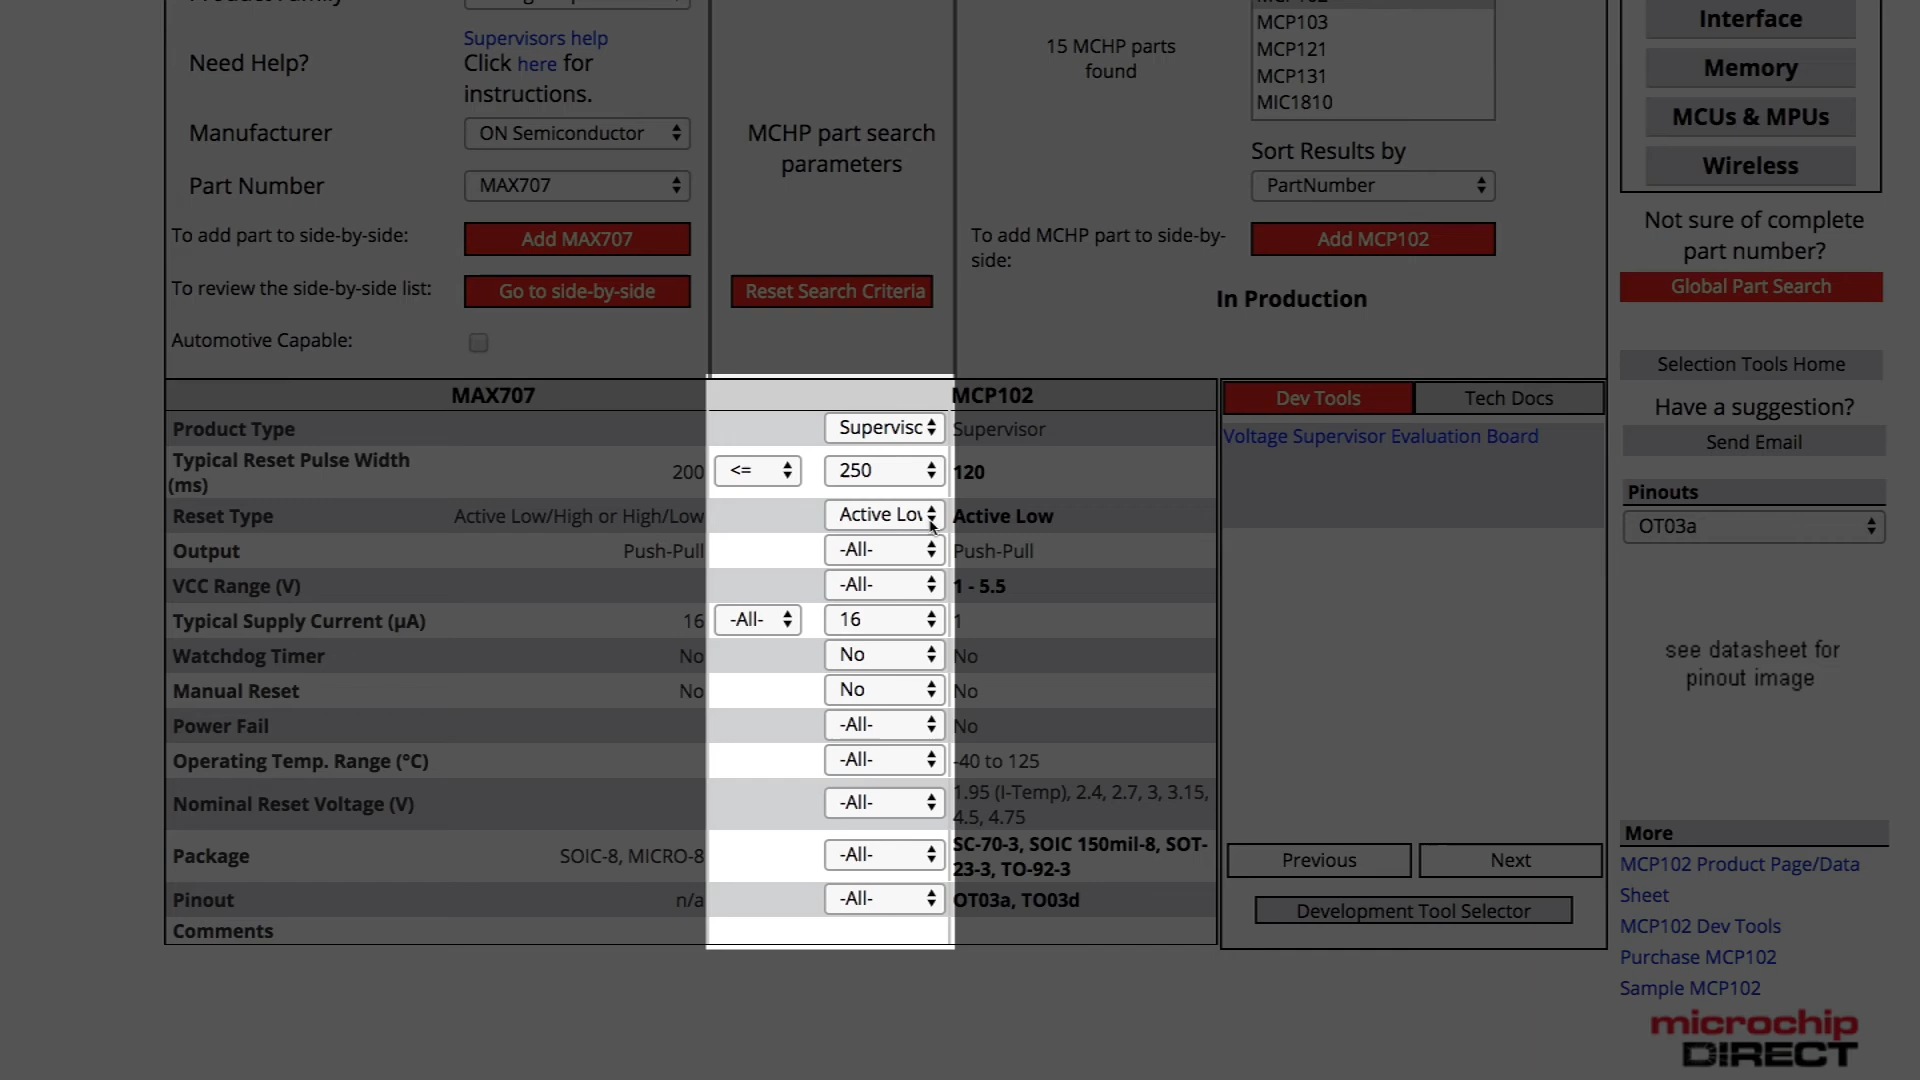 Need Help?
Supervisors help
Click here for
instructions.
Manufacturer
ON Semiconductor
Part Number
MAX707
To add part to side-by-side:
Add MAX707
To review the side-by-side list:
Go to side-by-side
Automotive Capable:
MCHP part search
parameters
Reset Search Criteria
15 MCHP parts
found
MCP102
MCP103
MCP121
MCP131
MIC1810
Sort Results by
PartNumber
To add MCHP part to side-by-
side:
Add MCP102
In Production
Interface
Memory
MCUs & MPUs
Wireless
Not sure of complete
part number?
Global Part Search
Selection Tools Home
Have a suggestion?
Send Email
Pinouts
OT03a
see datasheet for
pinout image
MAX707 MCP102
Product Type Supervisc Supervisor
Typical Reset Pulse Width
(ms) 200 <= 250 120
Reset Type Active Low/High or High/Low Active Lov Active Low
Output Push-Pull -All- Push-Pull
VCC Range (V) -All- 1 - 5.5
Typical Supply Current (µA) 16 -All- 16 1
Watchdog Timer No No No
Manual Reset No No No
Power Fail -All- No
Operating Temp. Range (°C) -All- -40 to 125
Nominal Reset Voltage (V) -All- 1.95 (I-Temp), 2.4, 2.7, 3, 3.15,
4.5, 4.75
Package SOIC-8, MICRO-8 -All- SC-70-3, SOIC 150mil-8, SOT-
23-3, TO-92-3
Pinout n/a -All- OT03a, TO03d
Comments
Dev Tools Tech Docs
Voltage Supervisor Evaluation Board
Previous Next
Development Tool Selector
More
MCP102 Product Page/Data
Sheet
MCP102 Dev Tools
Purchase MCP102
Sample MCP102
microchip
DIRECT